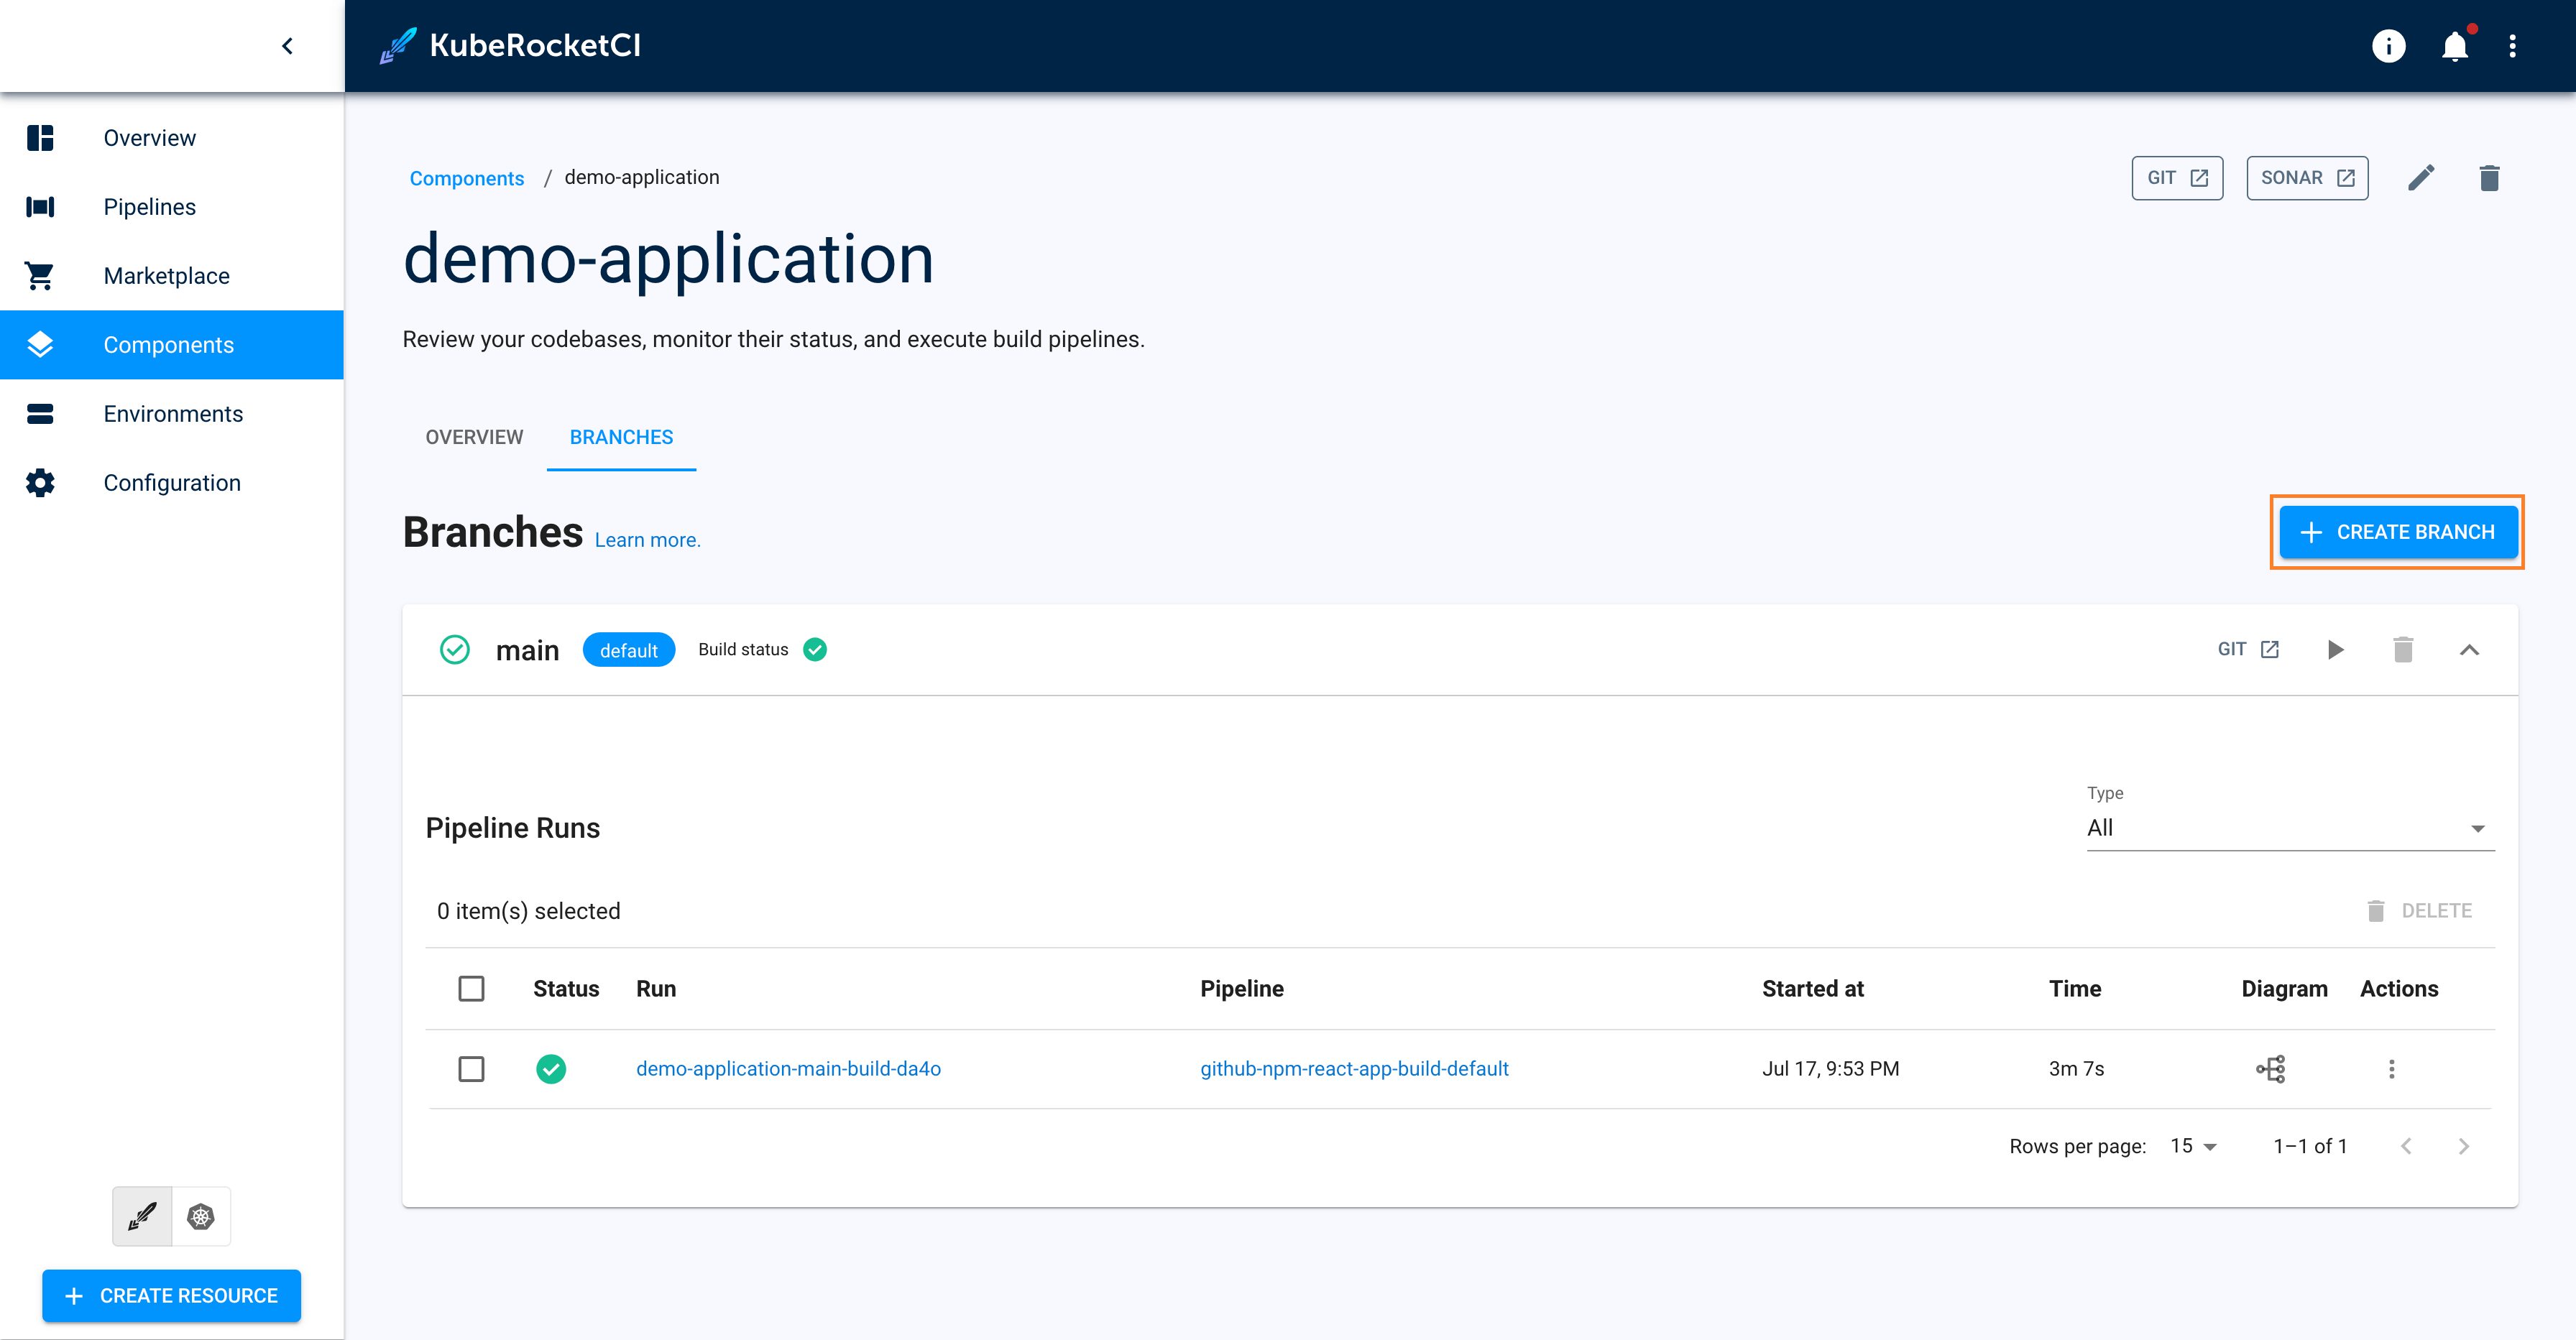 KubeRocketCI
Overview
Pipelines
Marketplace
Components
Environments
Configuration
CREATE RESOURCE
Components / demo-application
GIT
SONAR
demo-application
Review your codebases, monitor their status, and execute build pipelines.
OVERVIEW BRANCHES
Branches Learn more.
CREATE BRANCH
main default Build status
GIT
Pipeline Runs
Type
All
0 item(s) selected
DELETE
Status Run Pipeline Started at Time Diagram Actions
demo-application-main-build-da4o github-npm-react-app-build-default Jul 17, 9:53 PM 3m 7s
Rows per page: 15 1–1 of 1